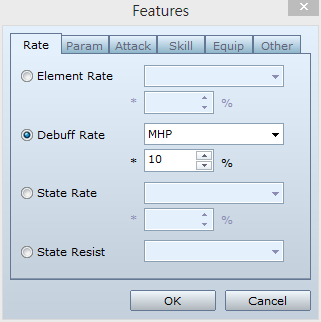 Features
Rate Param Attack Skill Equip Other
Element Rate
* %
Debuff Rate MHP
* 10 %
State Rate
* %
State Resist
OK Cancel